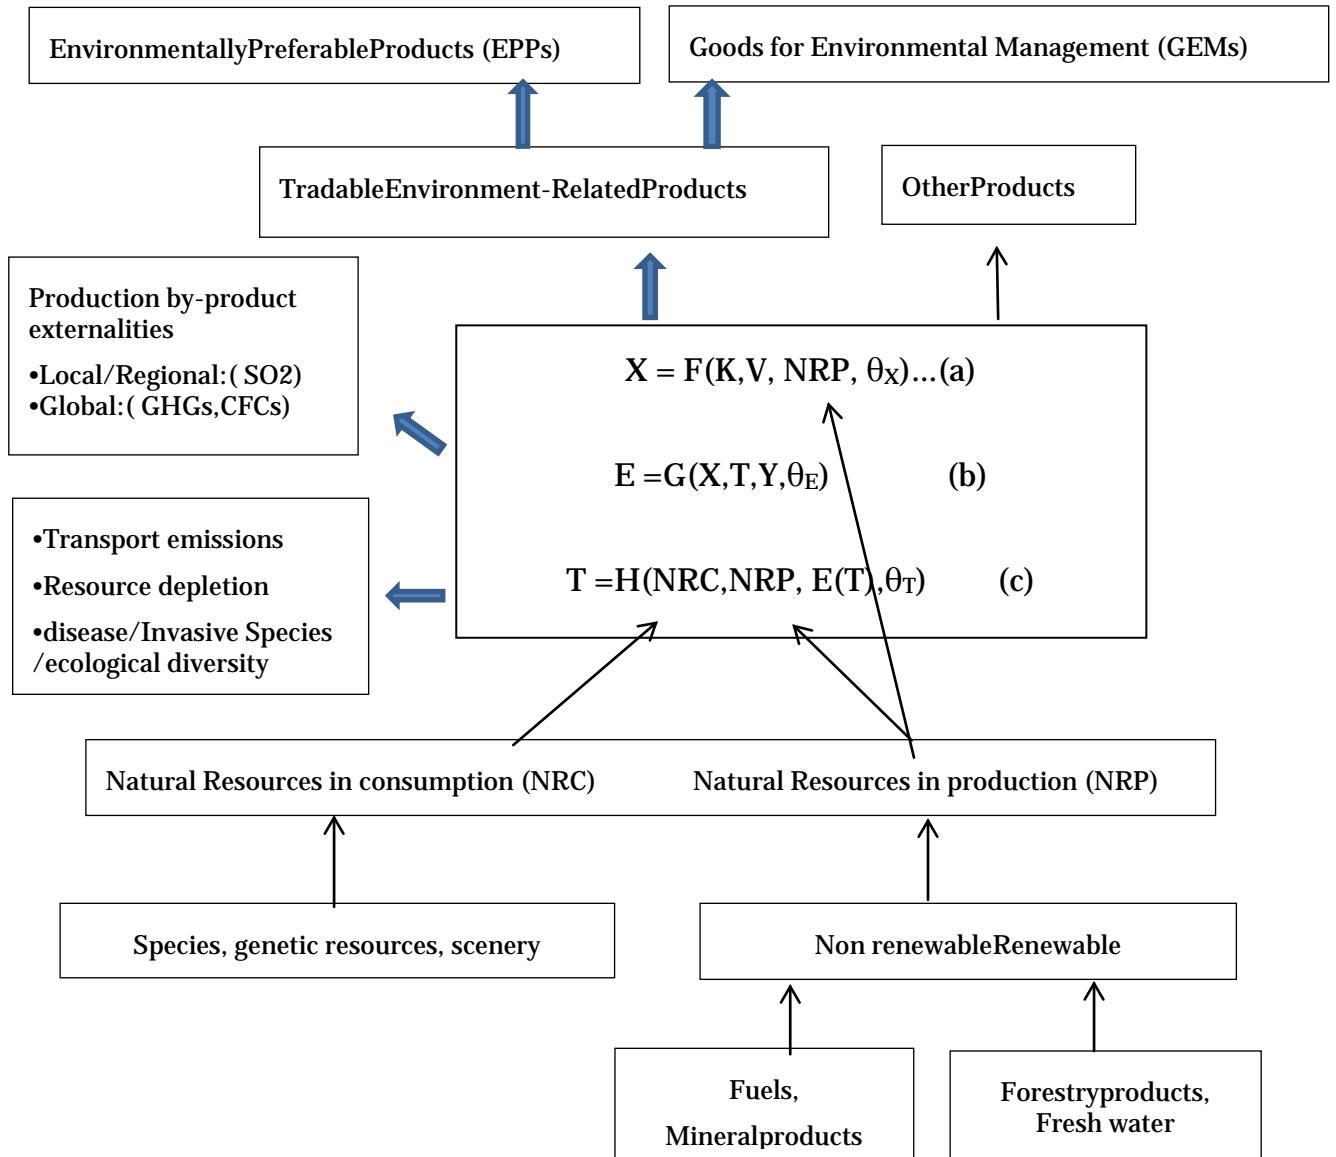 EnvironmentallyPreferableProducts (EPPs)
Goods for Environmental Management (GEMs)
TradableEnvironment-RelatedProducts
OtherProducts
Production by-product
externalities
•Local/Regional:( SO2)
•Global:( GHGs,CFCs)
X = F(K,V, NRP, θX)...(a)
E =G(X,T,Y,θE) (b)
T =H(NRC,NRP, E(T),θT) (c)
•Transport emissions
•Resource depletion
•disease/Invasive Species
/ecological diversity
Natural Resources in consumption (NRC) Natural Resources in production (NRP)
Species, genetic resources, scenery
Non renewableRenewable
Fuels,
Mineralproducts
Forestryproducts,
Fresh water